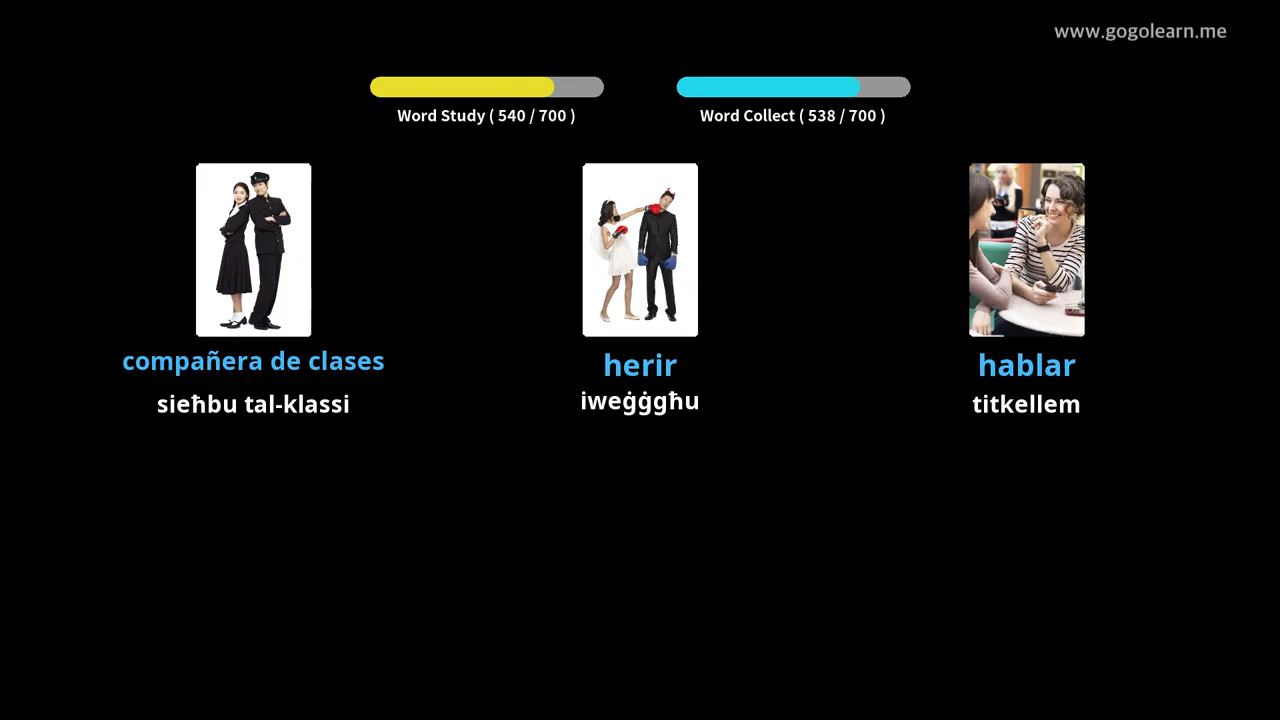 www.gogolearn.me
Word Study ( 540 / 700 )
Word Collect ( 538 / 700 )
compañera de clases
herir
hablar
sieħbu tal-klassi
iweġġgħu
titkellem